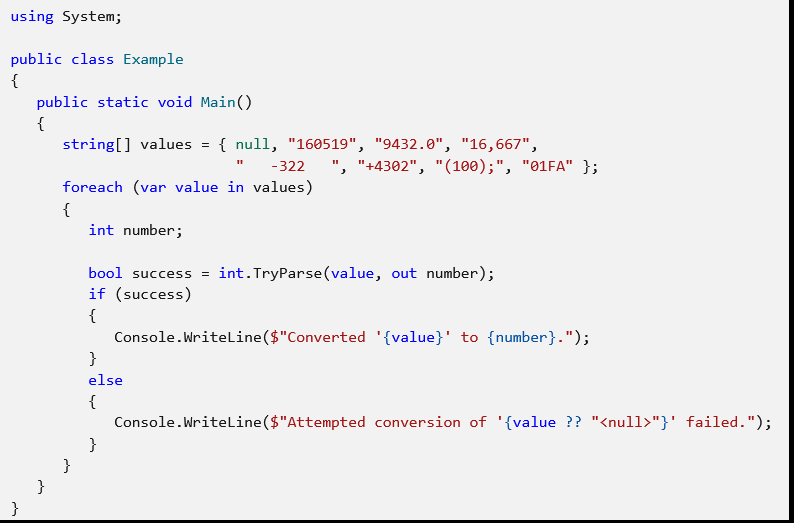 using System;

public class Example
{
   public static void Main()
   {
      string[] values = { null, "160519", "9432.0", "16,667",
                          "   -322   ", "+4302", "(100);", "01FA" };
      foreach (var value in values)
      {
         int number;

         bool success = int.TryParse(value, out number);
         if (success)
         {
            Console.WriteLine($"Converted '{value}' to {number}.");
         }
         else
         {
            Console.WriteLine($"Attempted conversion of '{value ?? "<null>"}' failed.");
         }
      }
   }
}